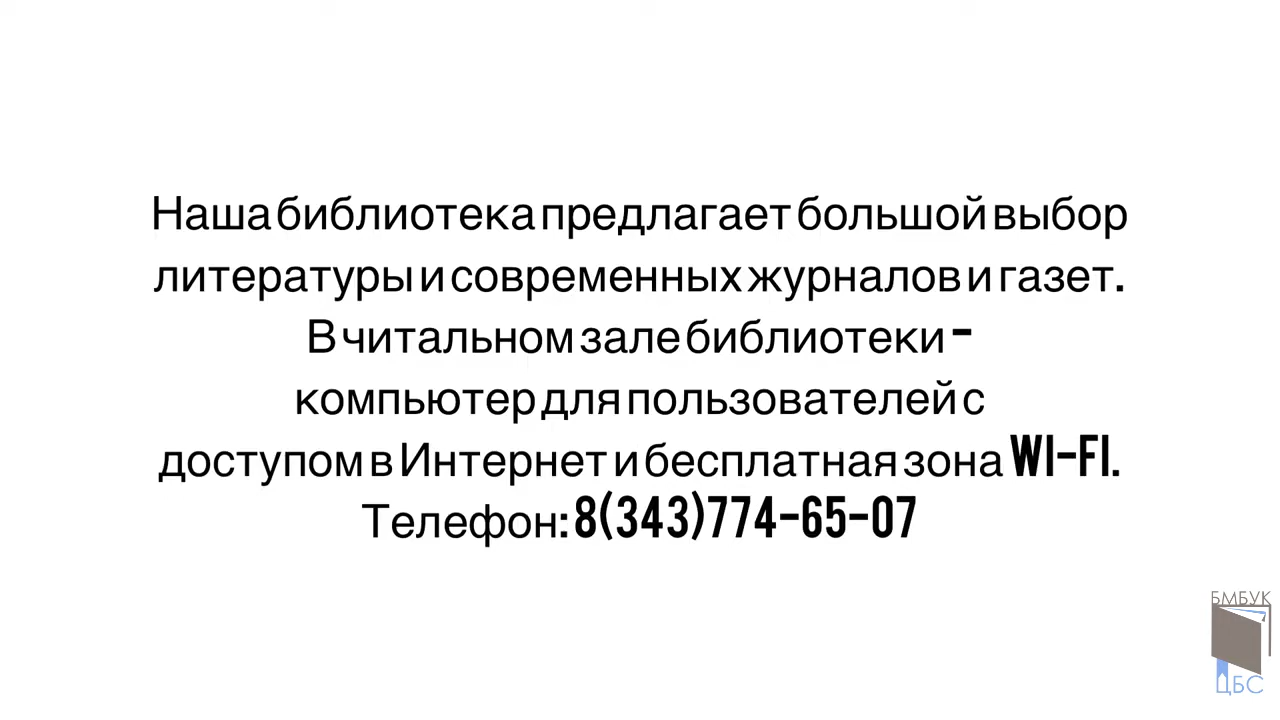 Наша библиотека предлагает большой выбор
литературы и современных журналов и газет.
В читальном зале библиотеки -
компьютер для пользователей с
доступом в Интернет и бесплатная зона WI-FI.
Телефон: 8(343)774-65-07
БМБУК
ЦБС